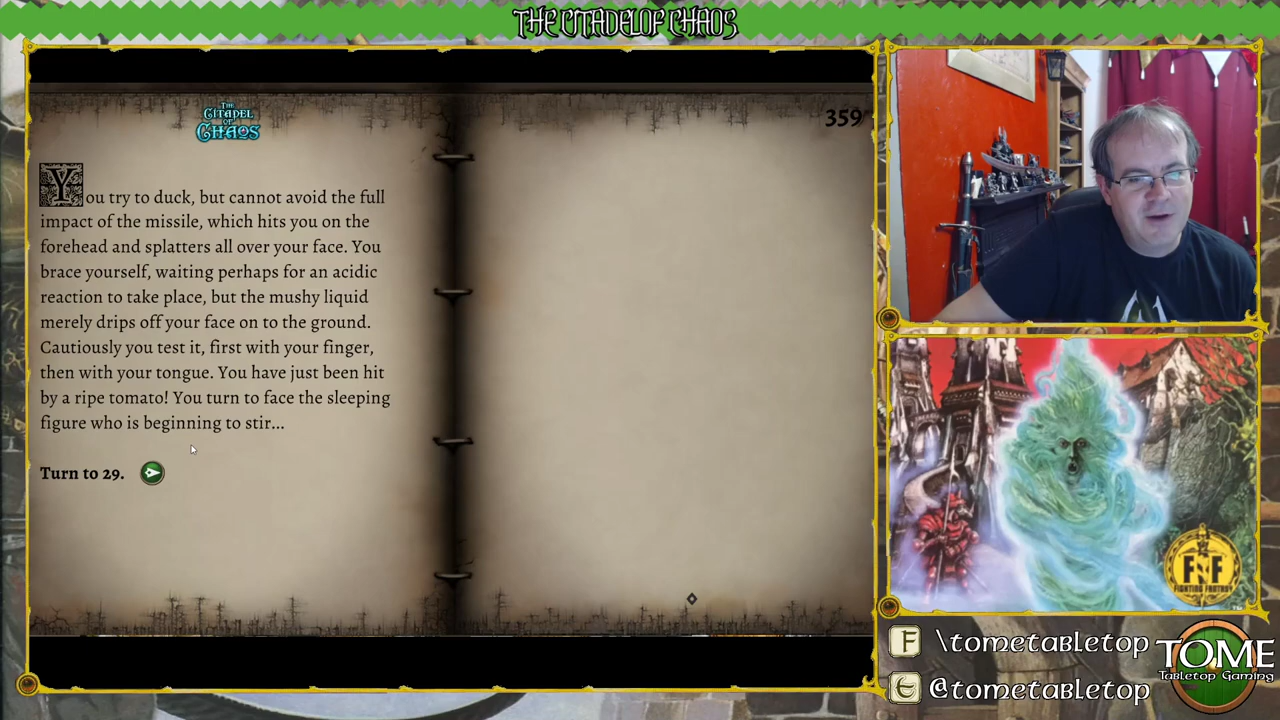 THE CITADEL OF CHAOS
THE
CITADEL
OF
CHAOS
359
You try to duck, but cannot avoid the full
impact of the missile, which hits you on the
forehead and splatters all over your face. You
brace yourself, waiting perhaps for an acidic
reaction to take place, but the mushy liquid
merely drips off your face on to the ground.
Cautiously you test it, first with your finger,
then with your tongue. You have just been hit
by a ripe tomato! You turn to face the sleeping
figure who is beginning to stir...
Turn to 29.
FF
FIGHTING FANTASY
TM
F \tometabletop
@tometabletop
TOME
Tabletop Gaming